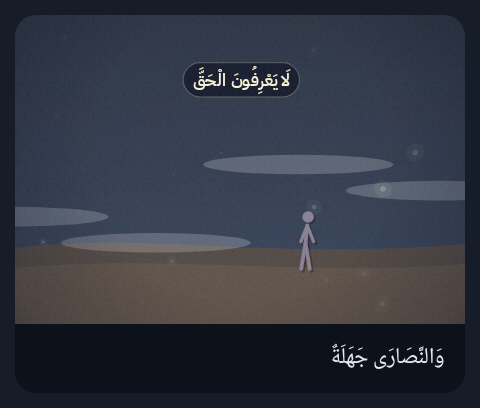 لَا يَعْرِفُونَ الْحَقَّ
وَالنَّصَارَى جَهَلَةٌ